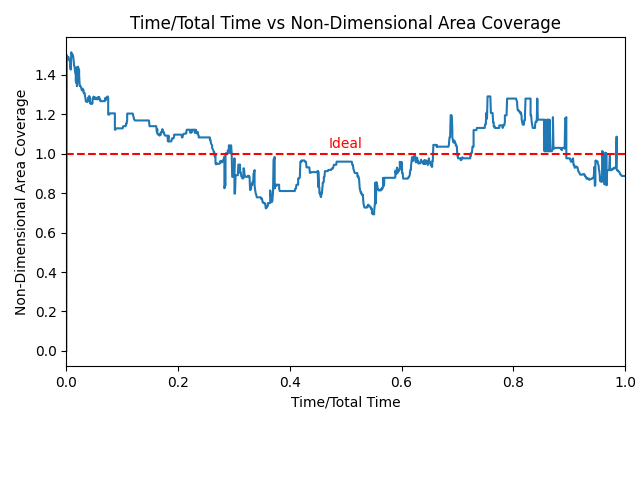 Time/Total Time vs Non-Dimensional Area Coverage
Non-Dimensional Area Coverage
1.4
1.2
1.0
0.8
0.6
0.4
0.2
0.0
Ideal
0.0 0.2 0.4 0.6 0.8 1.0
Time/Total Time